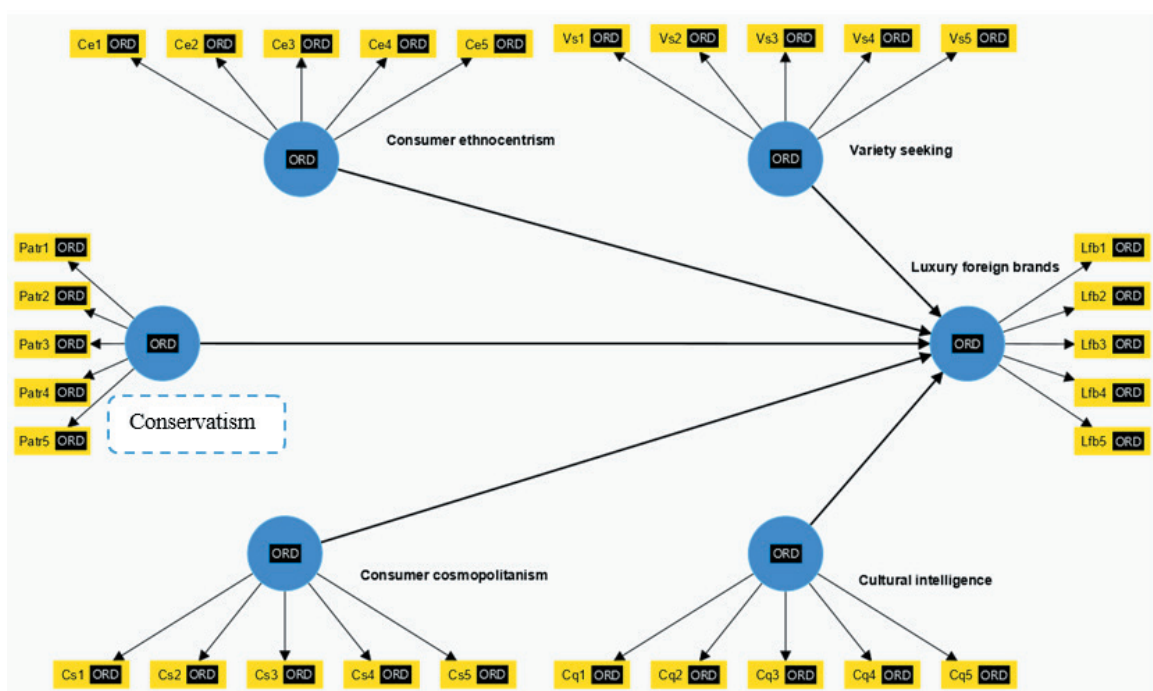 Ce1 ORD Ce2 ORD Ce3 ORD Ce4 ORD Ce5 ORD
Vs1 ORD Vs2 ORD Vs3 ORD Vs4 ORD Vs5 ORD
ORD
Consumer ethnocentrism
ORD
Variety seeking
Patr1 ORD
Patr2 ORD
Patr3 ORD
Patr4 ORD
Patr5 ORD
ORD
Conservatism
Luxury foreign brands
ORD
Lfb1 ORD
Lfb2 ORD
Lfb3 ORD
Lfb4 ORD
Lfb5 ORD
ORD
Consumer cosmopolitanism
ORD
Cultural intelligence
Cs1 ORD Cs2 ORD Cs3 ORD Cs4 ORD Cs5 ORD
Cq1 ORD Cq2 ORD Cq3 ORD Cq4 ORD Cq5 ORD